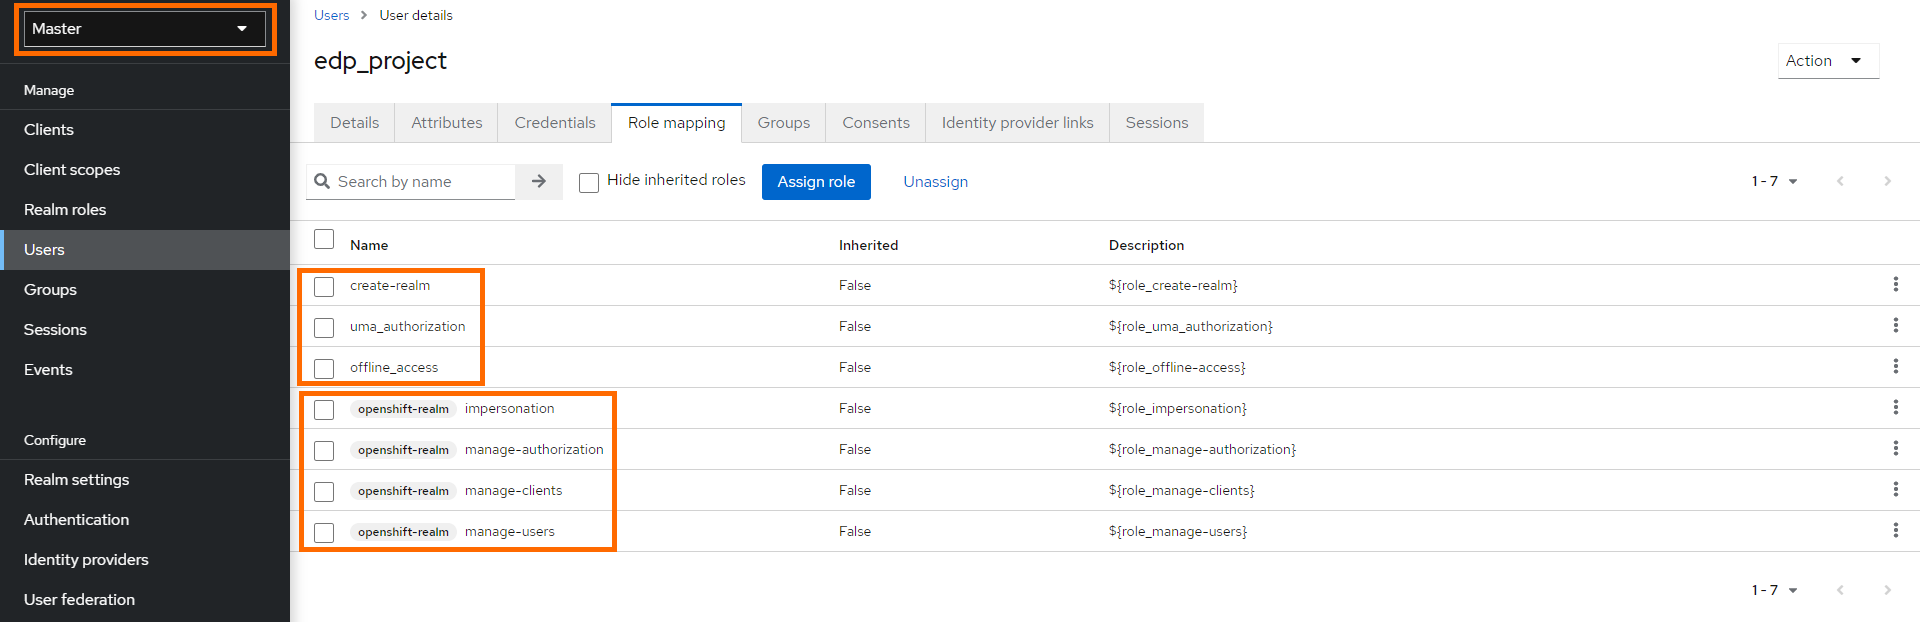 Master
Manage
Clients
Client scopes
Realm roles
Users
Groups
Sessions
Events
Configure
Realm settings
Authentication
Identity providers
User federation
Users > User details
edp_project
Action
Details Attributes Credentials Role mapping Groups Consents Identity provider links Sessions
Search by name Hide inherited roles Assign role Unassign 1 - 7
Name Inherited Description
create-realm False ${role_create-realm}
uma_authorization False ${role_uma_authorization}
offline_access False ${role_offline-access}
openshift-realm impersonation False ${role_impersonation}
openshift-realm manage-authorization False ${role_manage-authorization}
openshift-realm manage-clients False ${role_manage-clients}
openshift-realm manage-users False ${role_manage-users}
1 - 7